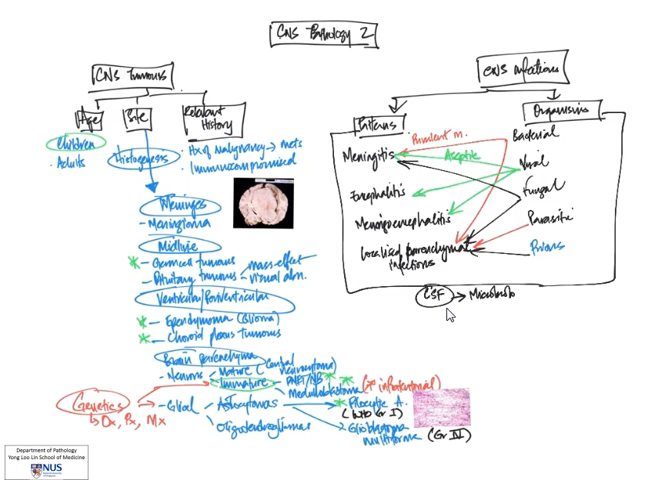 CNS Pathology 2
CNS Tumours
Age
Site
Relevant History
Children
Adults
Histogenesis
Hx of malignancy → mets
Immunocompromised
Meninges
- Meningioma
Midline
- Germ cell tumours
- Pituitary tumours
mass effect
visual abn.
Ventricular/Periventricular
- Ependymoma (Glioma)
- Choroid plexus tumours
Brain parenchyma
- Neurons
- Mature (Central neurocytoma)
Immature
PNET/NB
Medulloblastoma
(** infratentorial)
Genetics
Dx, Px, Mx
- Glial
- Astrocytomas
Oligodendrogliomas
Pilocytic A.
(WHO Gr I)
Glioblastoma multiforme
(Gr IV)
CNS Infections
Patterns
Organisms
Purulent m.
Bacterial
Meningitis
Aseptic
Viral
Encephalitis
Fungal
Meningoencephalitis
Parasitic
Localised parenchymal infections
Prions
CSF → Microbio
Department of Pathology
Yong Loo Lin School of Medicine
NUS